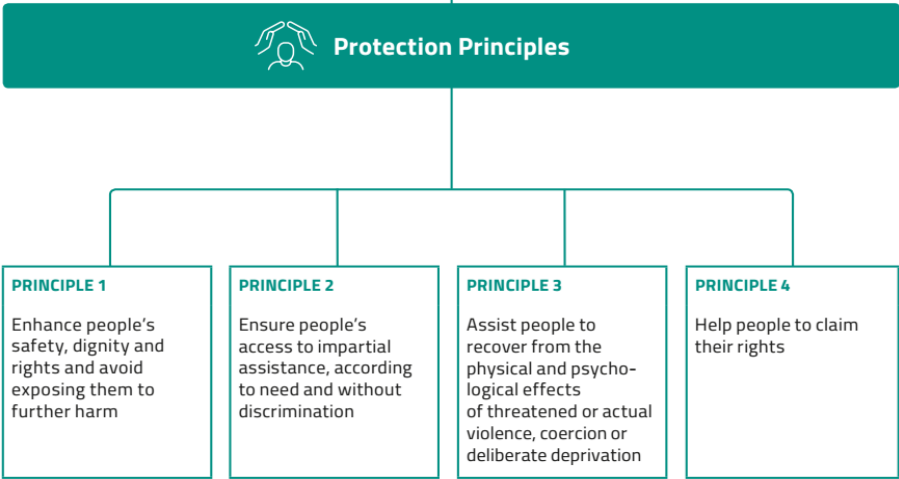 Protection Principles
PRINCIPLE 1
Enhance people’s
safety, dignity and
rights and avoid
exposing them to
further harm
PRINCIPLE 2
Ensure people’s
access to impartial
assistance, according
to need and without
discrimination
PRINCIPLE 3
Assist people to
recover from the
physical and psycho-
logical effects
of threatened or actual
violence, coercion or
deliberate deprivation
PRINCIPLE 4
Help people to claim
their rights